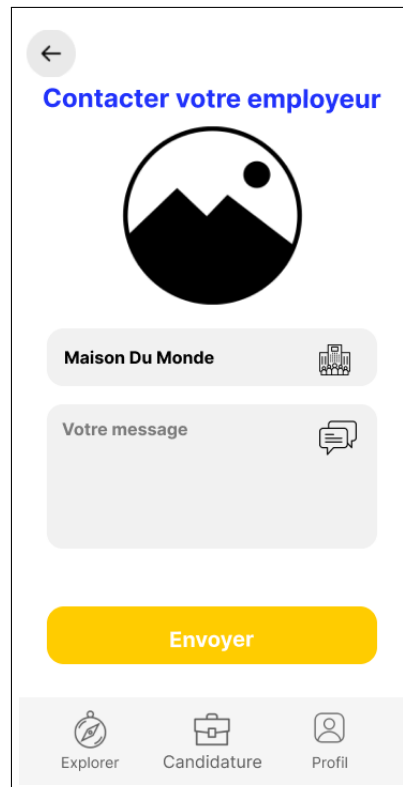 Contacter votre employeur
Maison Du Monde
Votre message
Envoyer
Explorer
Candidature
Profil